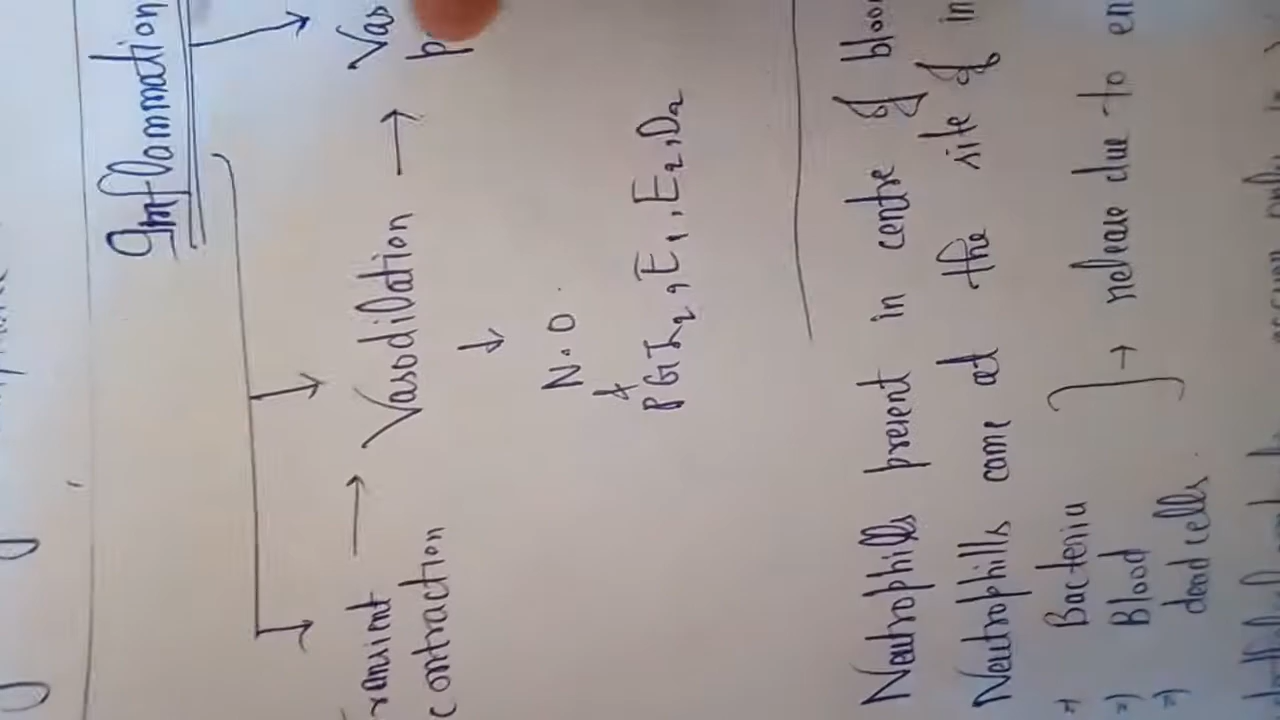 Inflammation
Transient → Vasodilation → Vas
contraction
↓
N.O.
&
PGI2, E1, E2, D2
Neutrophills present in centre of bloo
Neutrophills come at the site of in
Bacteria
Blood → release due to en
dead cells.